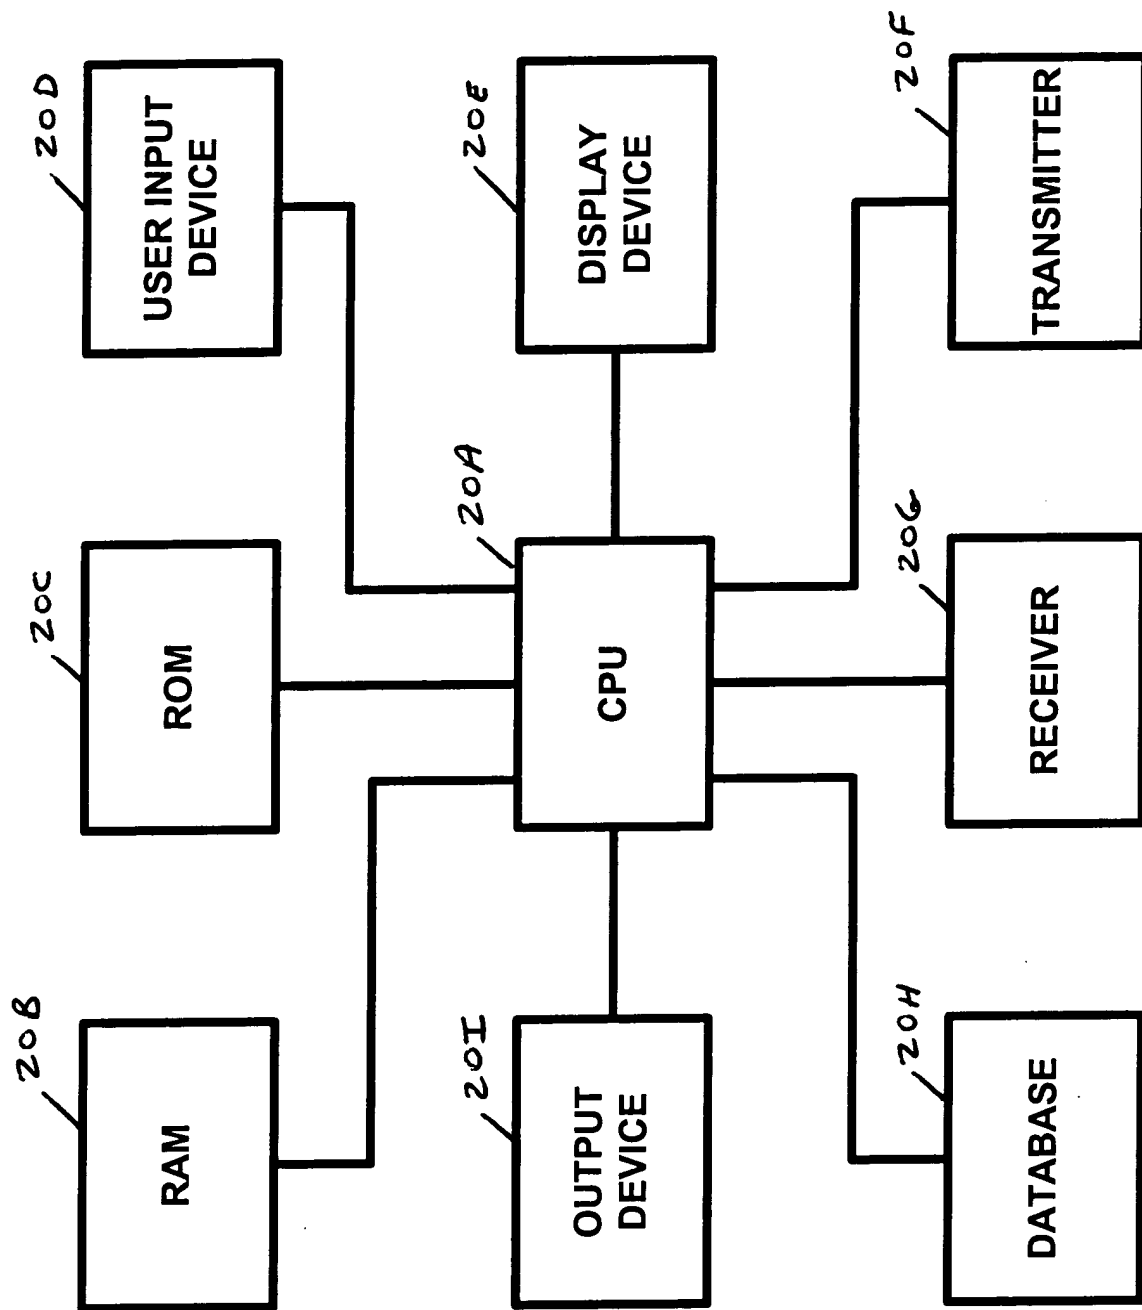 20B
RAM
20C
ROM
20D
USER INPUT
DEVICE
20I
OUTPUT
DEVICE
20A
CPU
20E
DISPLAY
DEVICE
20H
DATABASE
20G
RECEIVER
20F
TRANSMITTER